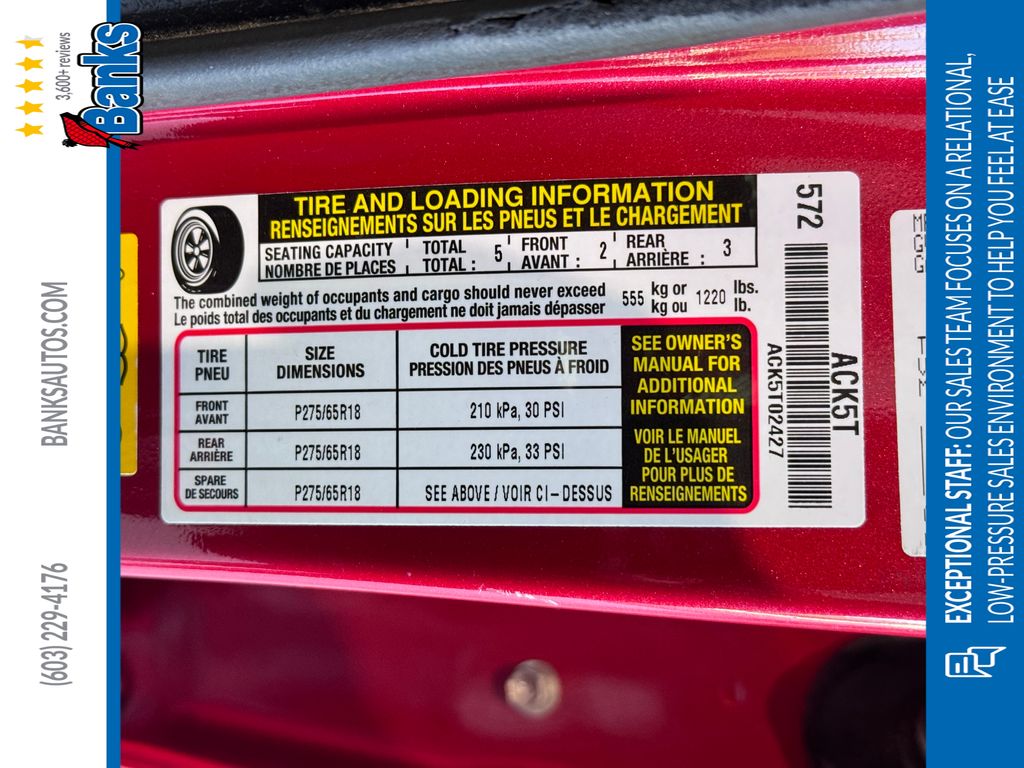 TIRE AND LOADING INFORMATION
RENSEIGNEMENTS SUR LES PNEUS ET LE CHARGEMENT
SEATING CAPACITY TOTAL 5 FRONT 2 REAR 3
NOMBRE DE PLACES TOTAL : AVANT : ARRIÈRE :
The combined weight of occupants and cargo should never exceed 555 kg or 1220 lbs.
Le poids total des occupants et du chargement ne doit jamais dépasser kg ou lb.
TIRE SIZE COLD TIRE PRESSURE
PNEU DIMENSIONS PRESSION DES PNEUS À FROID
FRONT
AVANT
P275/65R18
210 kPa, 30 PSI
REAR
ARRIÈRE
P275/65R18
230 kPa, 33 PSI
SPARE
DE SECOURS
P275/65R18
SEE ABOVE / VOIR CI-DESSUS
SEE OWNER'S
MANUAL FOR
ADDITIONAL
INFORMATION
VOIR LE MANUEL
DE L'USAGER
POUR PLUS DE
RENSEIGNEMENTS
572
ACK5T
ACK5T02427
Banks
3,600+ reviews
BANKSAUTOS.COM
(603) 229-4176
EXCEPTIONAL STAFF: OUR SALES TEAM FOCUSES ON A RELATIONAL,
LOW-PRESSURE SALES ENVIRONMENT TO HELP YOU FEEL AT EASE